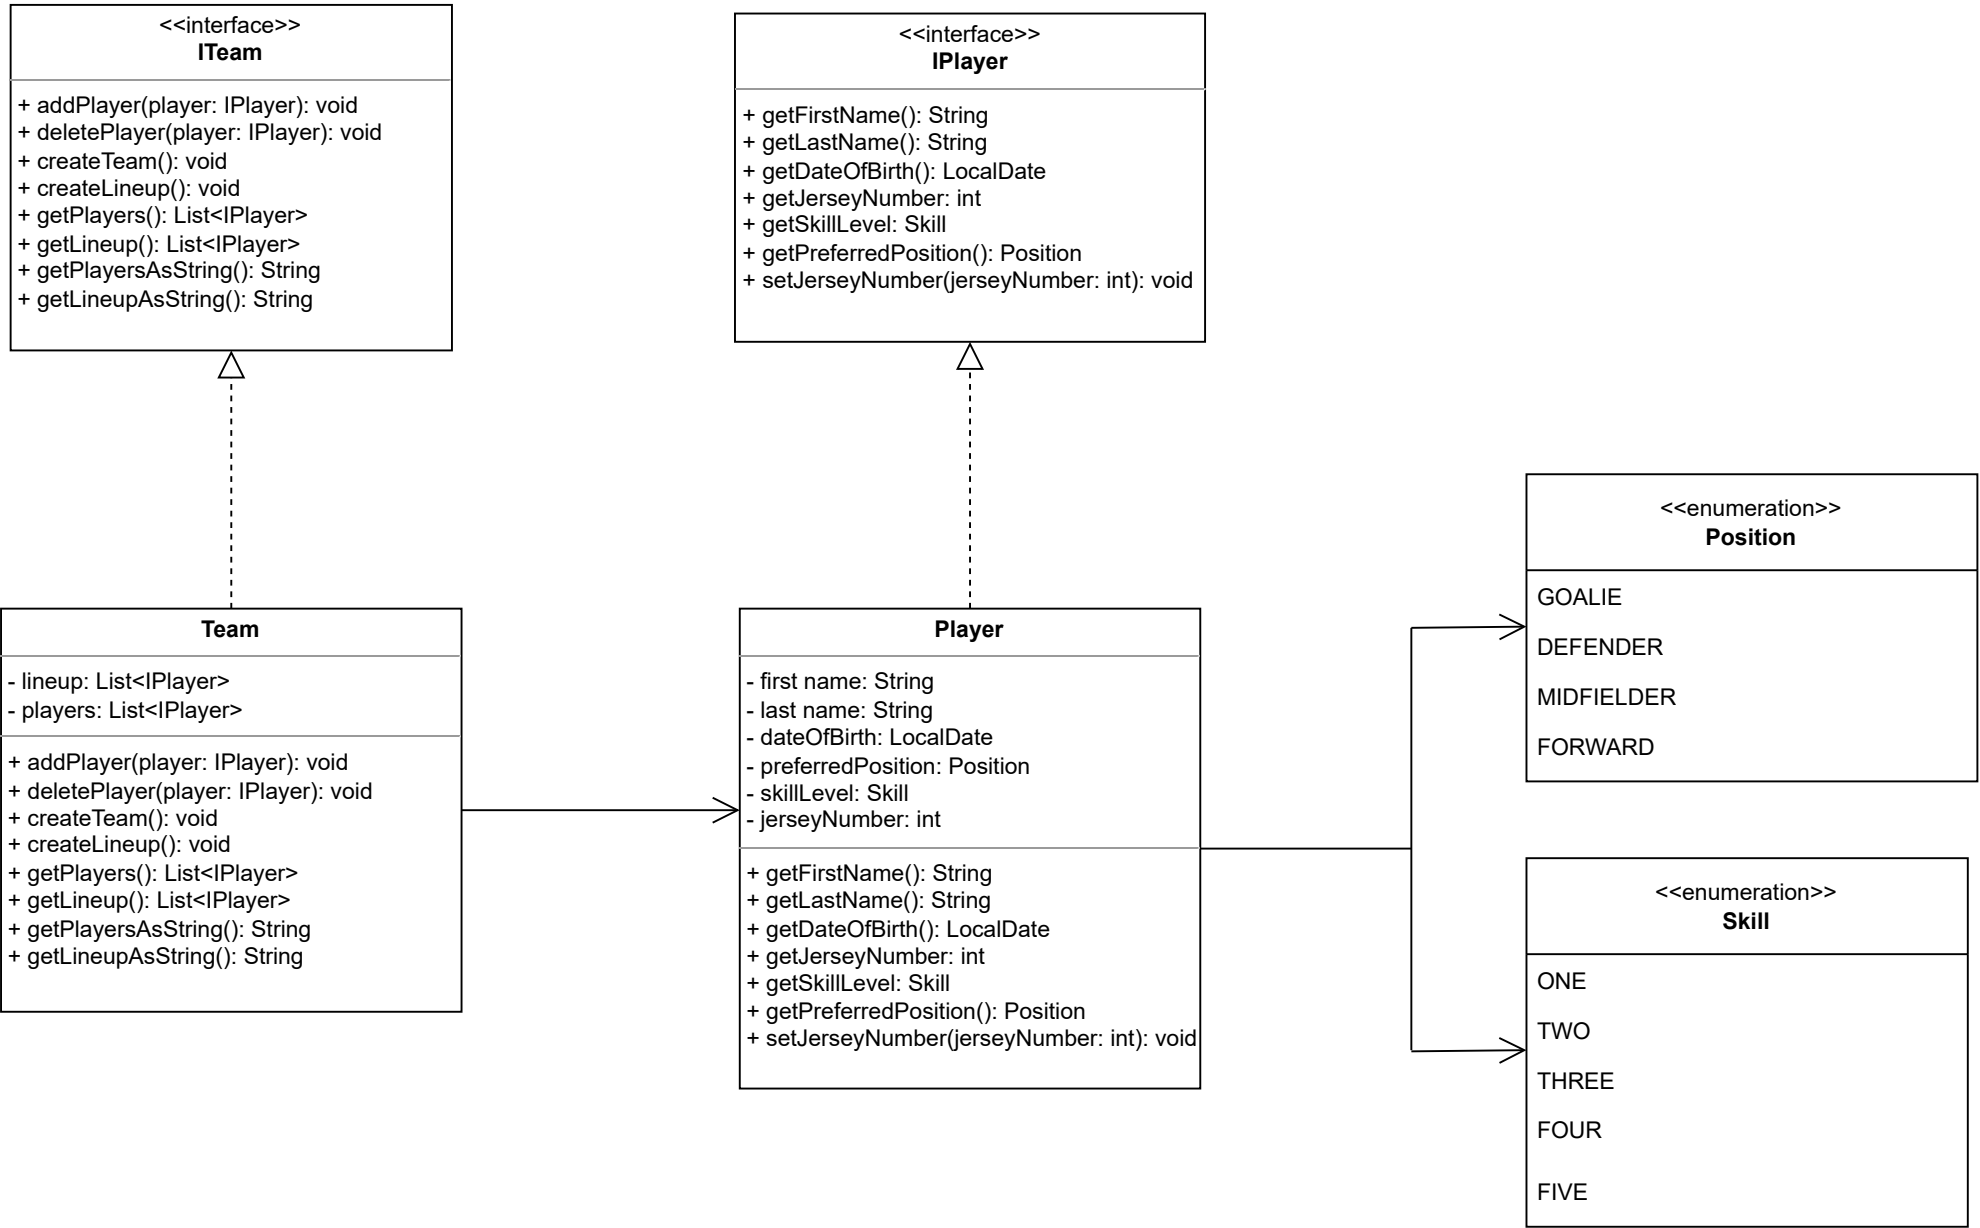 <<interface>>
ITeam
+ addPlayer(player: IPlayer): void
+ deletePlayer(player: IPlayer): void
+ createTeam(): void
+ createLineup(): void
+ getPlayers(): List<IPlayer>
+ getLineup(): List<IPlayer>
+ getPlayersAsString(): String
+ getLineupAsString(): String
<<interface>>
IPlayer
+ getFirstName(): String
+ getLastName(): String
+ getDateOfBirth(): LocalDate
+ getJerseyNumber: int
+ getSkillLevel: Skill
+ getPreferredPosition(): Position
+ setJerseyNumber(jerseyNumber: int): void
Team
- lineup: List<IPlayer>
- players: List<IPlayer>
+ addPlayer(player: IPlayer): void
+ deletePlayer(player: IPlayer): void
+ createTeam(): void
+ createLineup(): void
+ getPlayers(): List<IPlayer>
+ getLineup(): List<IPlayer>
+ getPlayersAsString(): String
+ getLineupAsString(): String
Player
- first name: String
- last name: String
- dateOfBirth: LocalDate
- preferredPosition: Position
- skillLevel: Skill
- jerseyNumber: int
+ getFirstName(): String
+ getLastName(): String
+ getDateOfBirth(): LocalDate
+ getJerseyNumber: int
+ getSkillLevel: Skill
+ getPreferredPosition(): Position
+ setJerseyNumber(jerseyNumber: int): void
<<enumeration>>
Position
GOALIE
DEFENDER
MIDFIELDER
FORWARD
<<enumeration>>
Skill
ONE
TWO
THREE
FOUR
FIVE